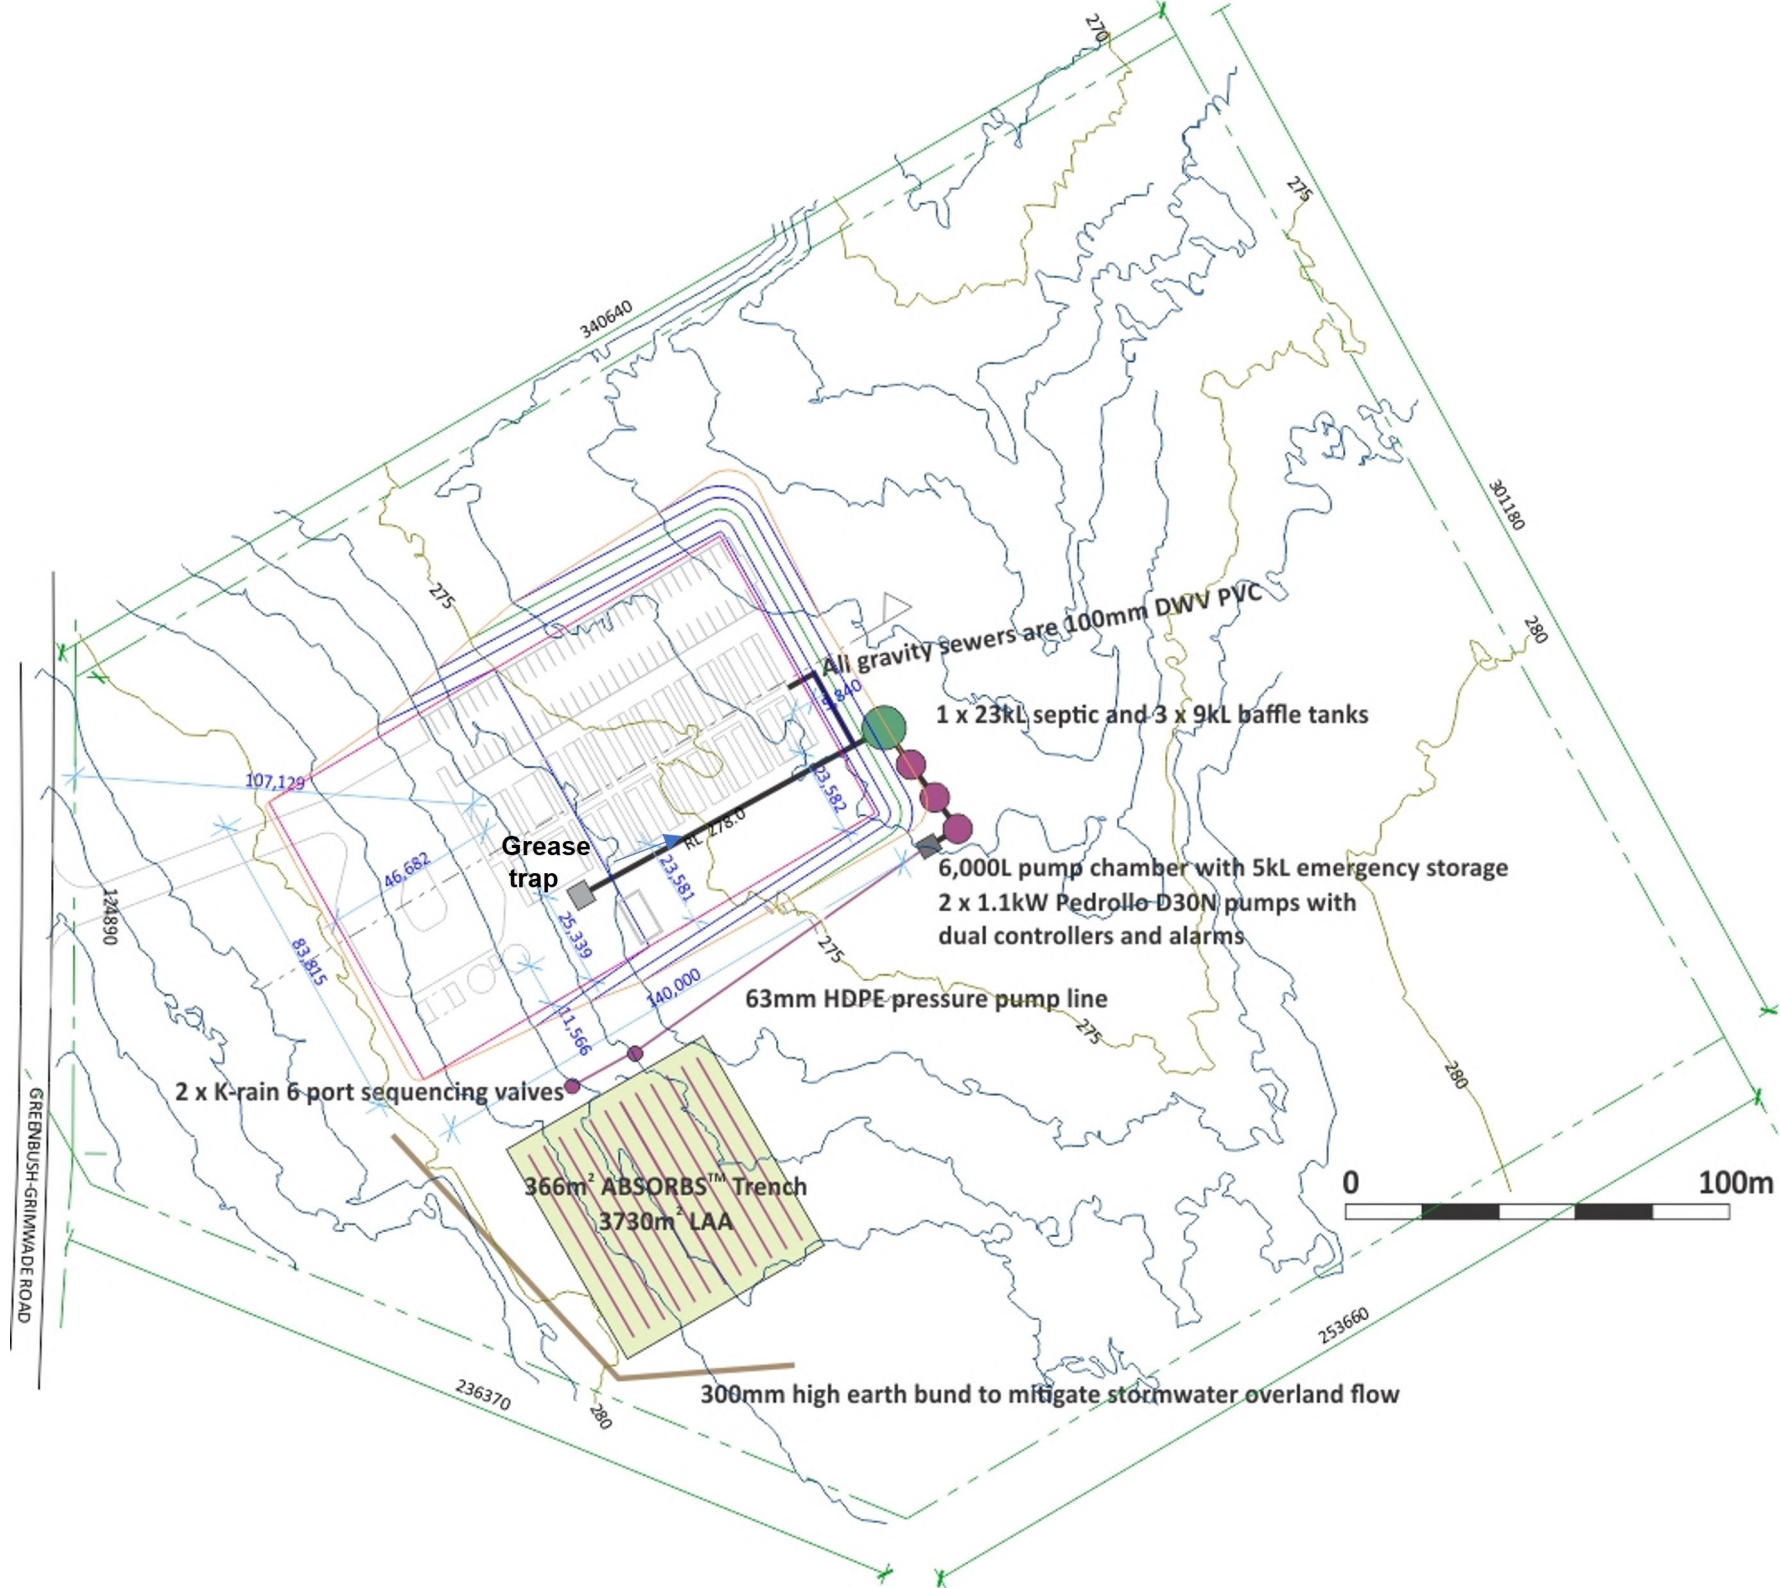 270
275
340640
301180
275
All gravity sewers are 100mm DWV PVC
280
840
1 x 23kL septic and 3 x 9kL baffle tanks
107,129
23,582
RL 278.0
Grease
trap
46,682
23,581
6,000L pump chamber with 5kL emergency storage
2 x 1.1kW Pedrollo D30N pumps with
dual controllers and alarms
124890
25,339
83,815
275
140,000
63mm HDPE pressure pump line
11,566
275
280
2 x K-rain 6 port sequencing valves
GREENBUSH-GRIMWADE ROAD
366m² ABSORBS™ Trench
3730m² LAA
0 100m
253660
300mm high earth bund to mitigate stormwater overland flow
236370
280